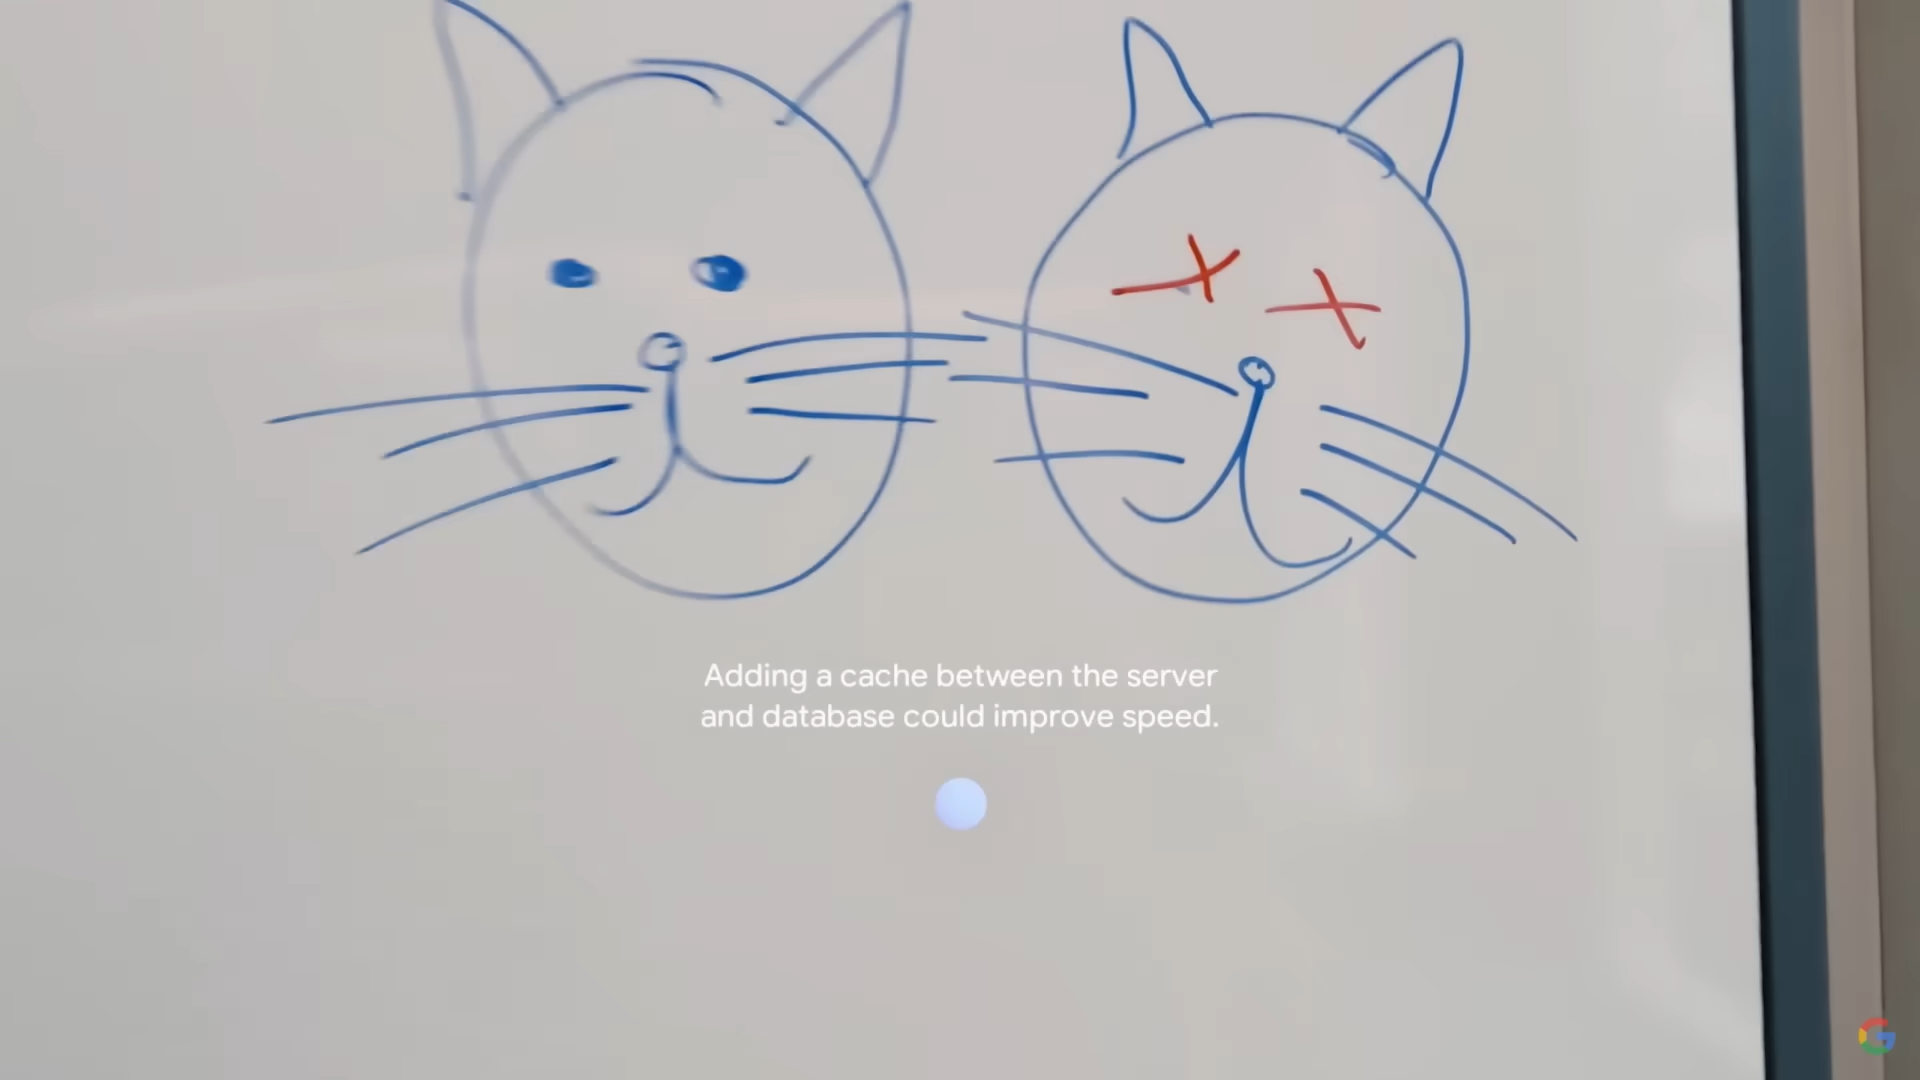 Adding a cache between the server
and database could improve speed.